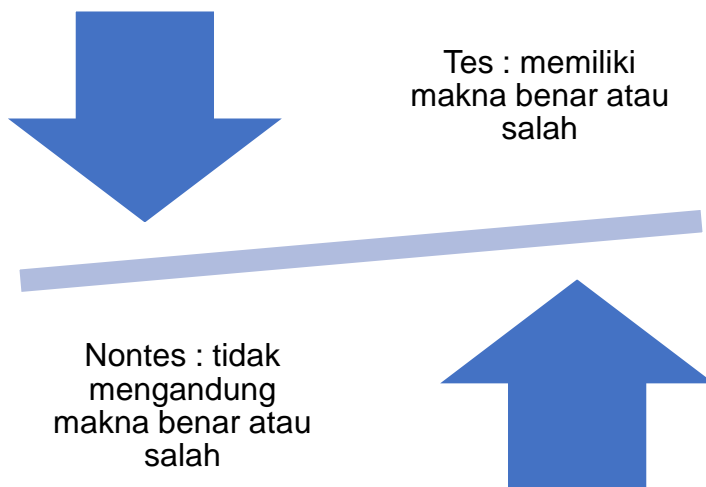 Tes : memiliki
makna benar atau
salah
Nontes : tidak
mengandung
makna benar atau
salah